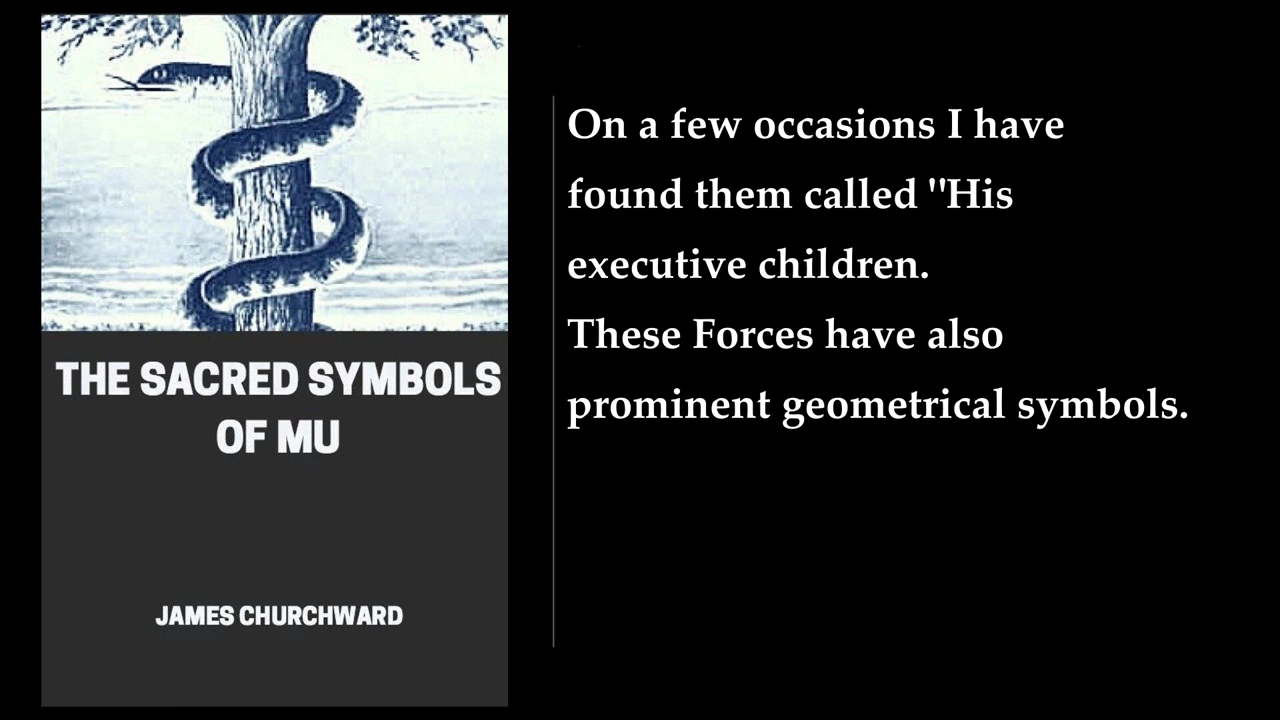 THE SACRED SYMBOLS
OF MU
JAMES CHURCHWARD
On a few occasions I have
found them called "His
executive children.
These Forces have also
prominent geometrical symbols.